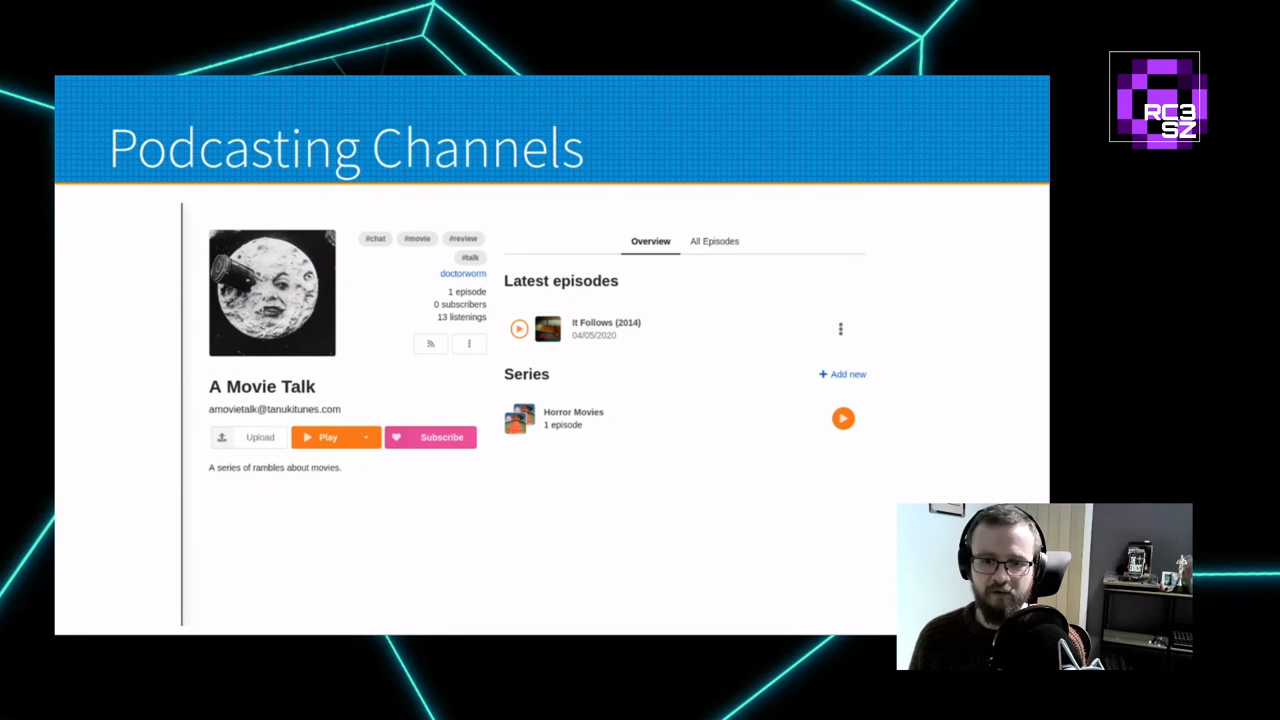 Podcasting Channels
RC3
SZ
#chat #movie #review
#talk
doctorworm
1 episode
0 subscribers
13 listenings
A Movie Talk
amovietalk@tanukitunes.com
Upload Play Subscribe
A series of rambles about movies.
Overview All Episodes
Latest episodes
It Follows (2014)
04/05/2020
Series + Add new
Horror Movies
1 episode